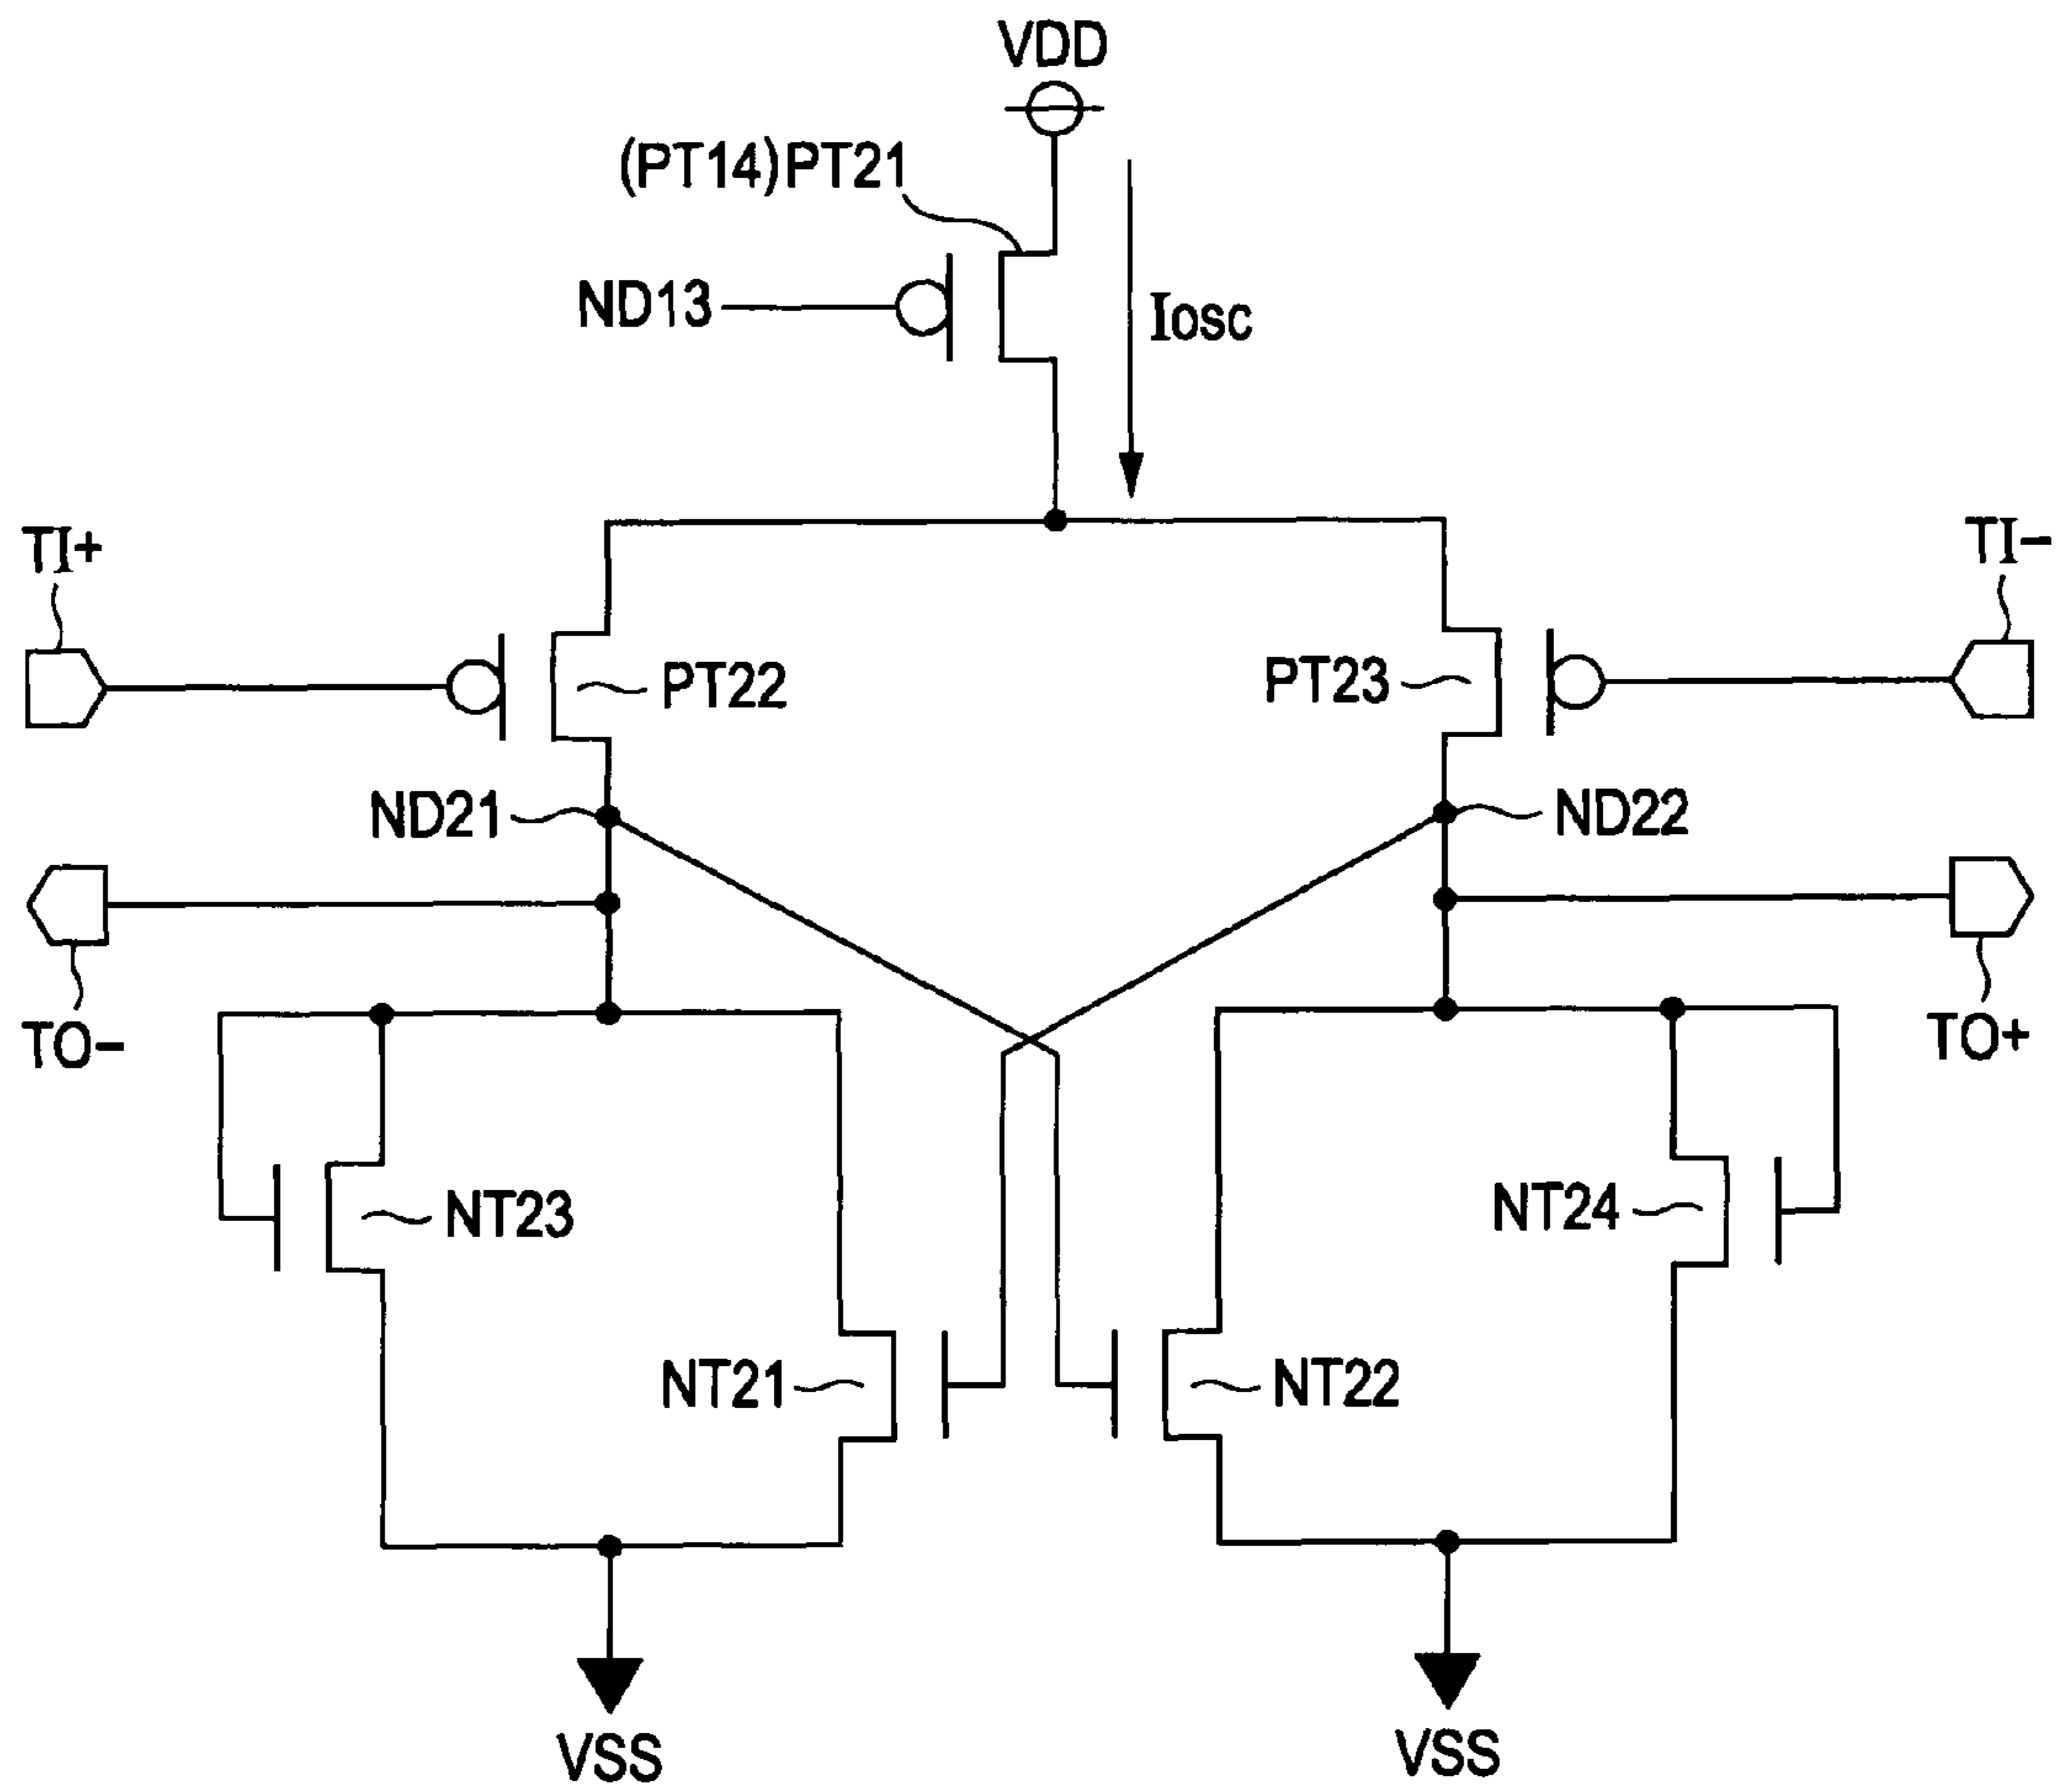 VDD
(PT14)PT21
ND13
Iosc
TI+
TI-
PT22
PT23
ND21
ND22
TO-
TO+
NT23
NT24
NT21
NT22
VSS
VSS